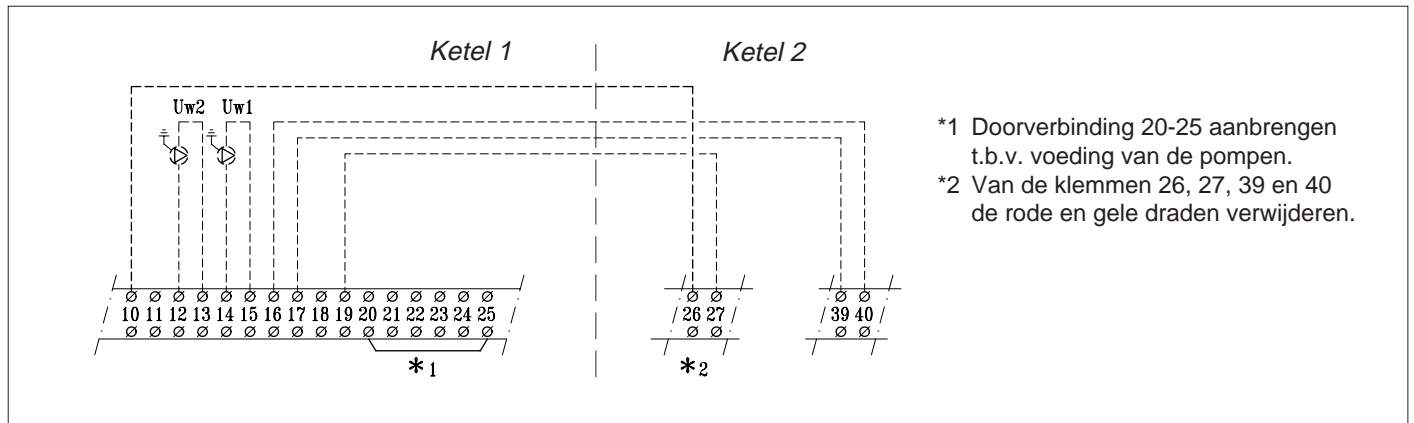 Ketel 1 Ketel 2
Uw2 Uw1
*1 Doorverbinding 20-25 aanbrengen
t.b.v. voeding van de pompen.
*2 Van de klemmen 26, 27, 39 en 40
de rode en gele draden verwijderen.
10 11 12 13 14 15 16 17 18 19 20 21 22 23 24 25 26 27 39 40
*1 *2